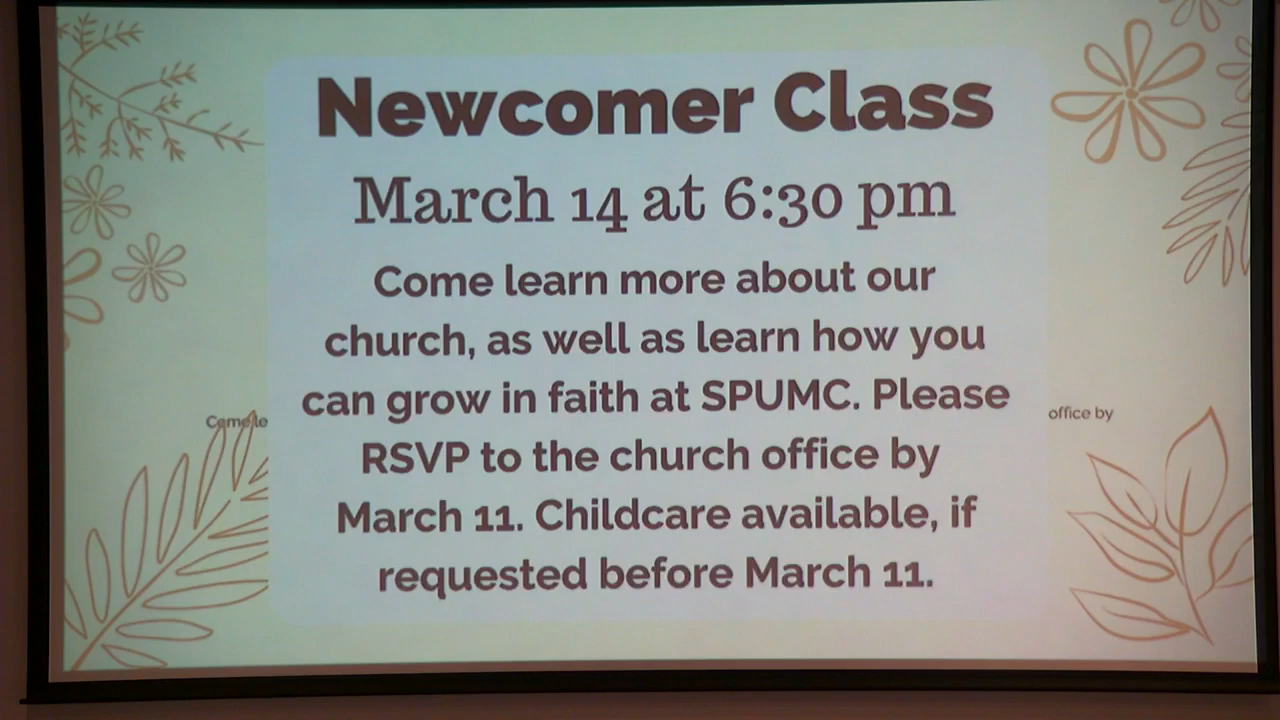 Newcomer Class
March 14 at 6:30 pm
Come learn more about our
church, as well as learn how you
can grow in faith at SPUMC. Please
RSVP to the church office by
March 11. Childcare available, if
requested before March 11.
Come le
office by